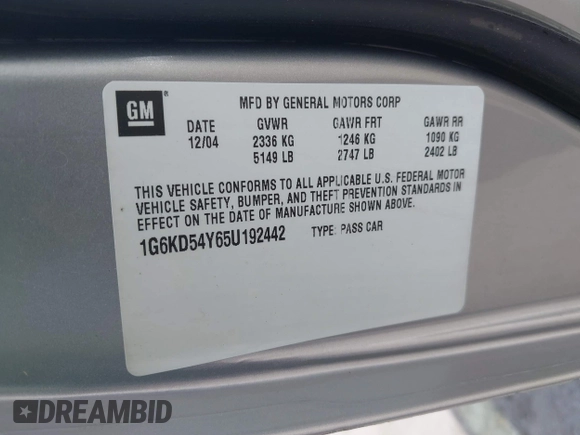 GM ®
MFD BY GENERAL MOTORS CORP
DATE GVWR GAWR FRT GAWR RR
12/04 2336 KG 1246 KG 1090 KG
5149 LB 2747 LB 2402 LB
THIS VEHICLE CONFORMS TO ALL APPLICABLE U.S. FEDERAL MOTOR
VEHICLE SAFETY, BUMPER, AND THEFT PREVENTION STANDARDS IN
EFFECT ON THE DATE OF MANUFACTURE SHOWN ABOVE.
1G6KD54Y65U192442 TYPE: PASS CAR
DREAMBID